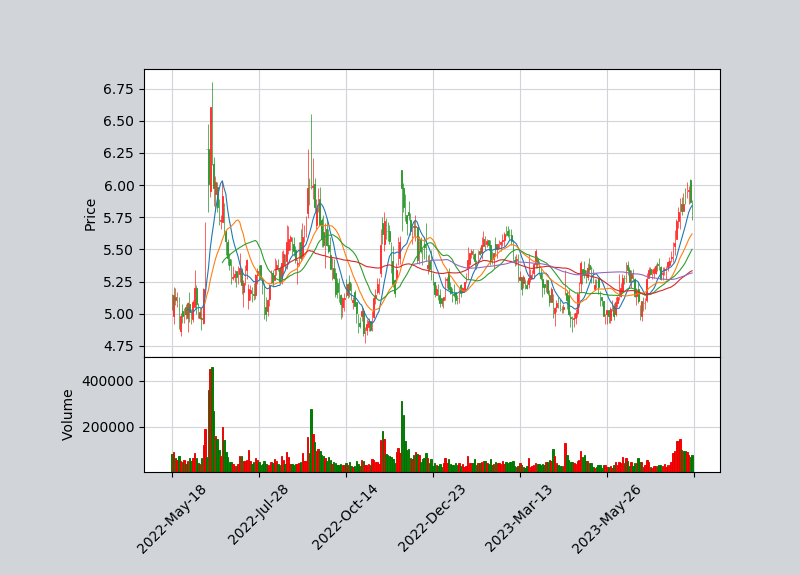 6.75
6.50
6.25
6.00
5.75
5.50
5.25
5.00
4.75
Price
400000
200000
Volume
2022-May-18
2022-Jul-28
2022-Oct-14
2022-Dec-23
2023-Mar-13
2023-May-26